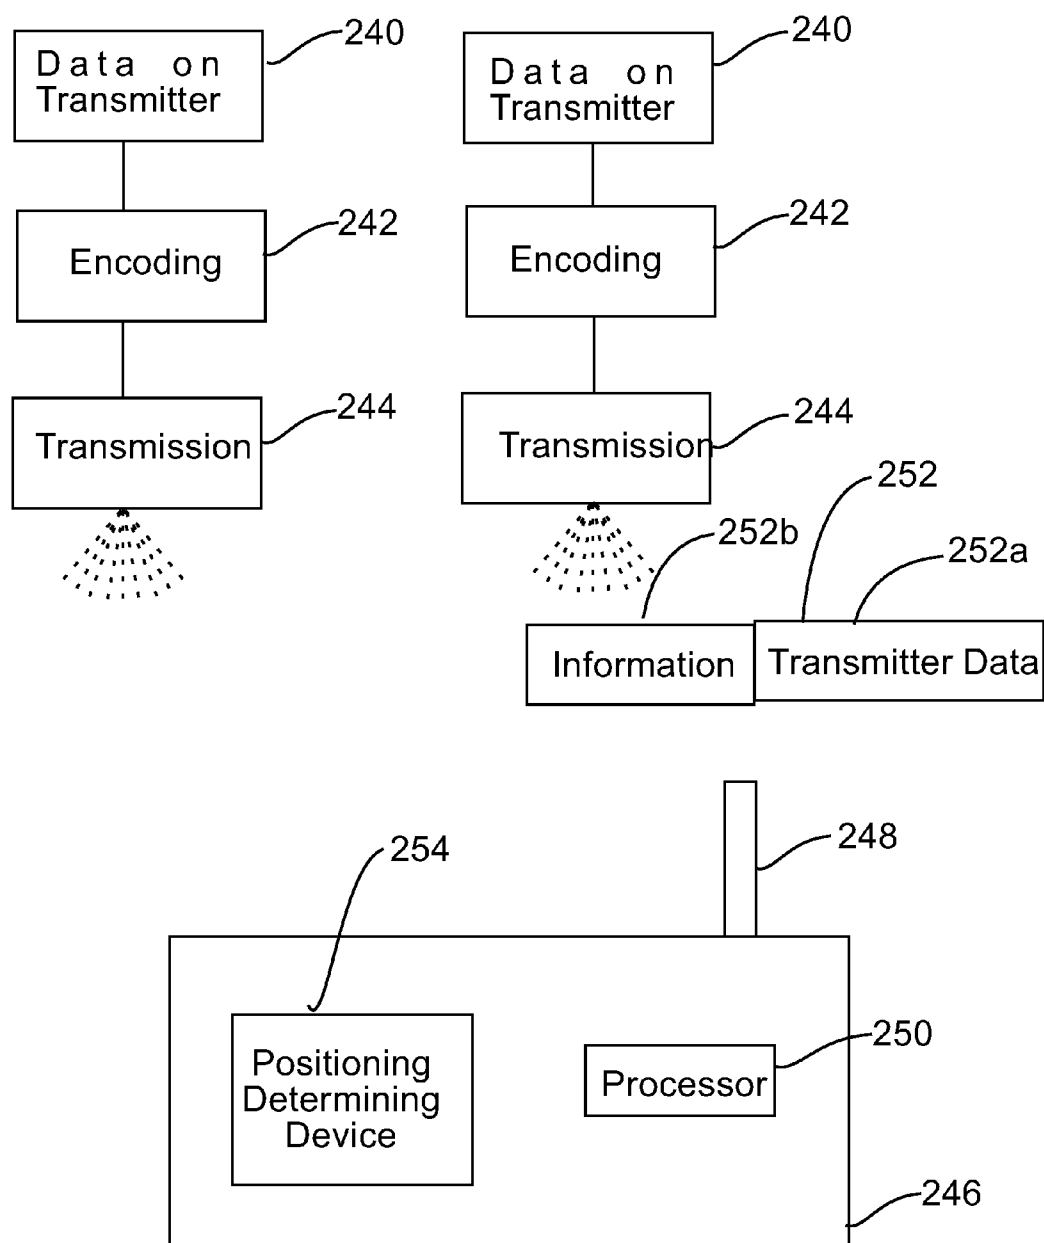 240
Data on
Transmitter
240
Data on
Transmitter
242
Encoding
242
Encoding
244
Transmission
244
Transmission
252
252b
252a
Information
Transmitter Data
248
254
250
Positioning
Determining
Device
Processor
246